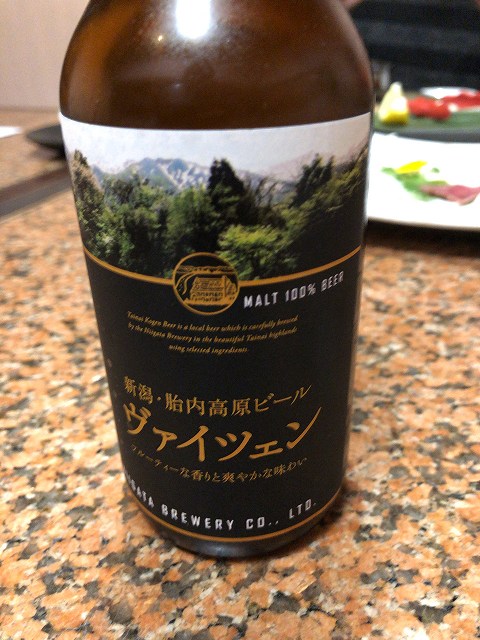 MALT 100% BEER
Tainai Kogen Beer is a local beer which is carefully brewed
by the Niigata Brewery in the beautiful Tainai highlands
using selected ingredients.
新潟・胎内高原ビール
ヴァイツェン
フルーティーな香りと爽やかな味わい
BREWERY CO., LTD.